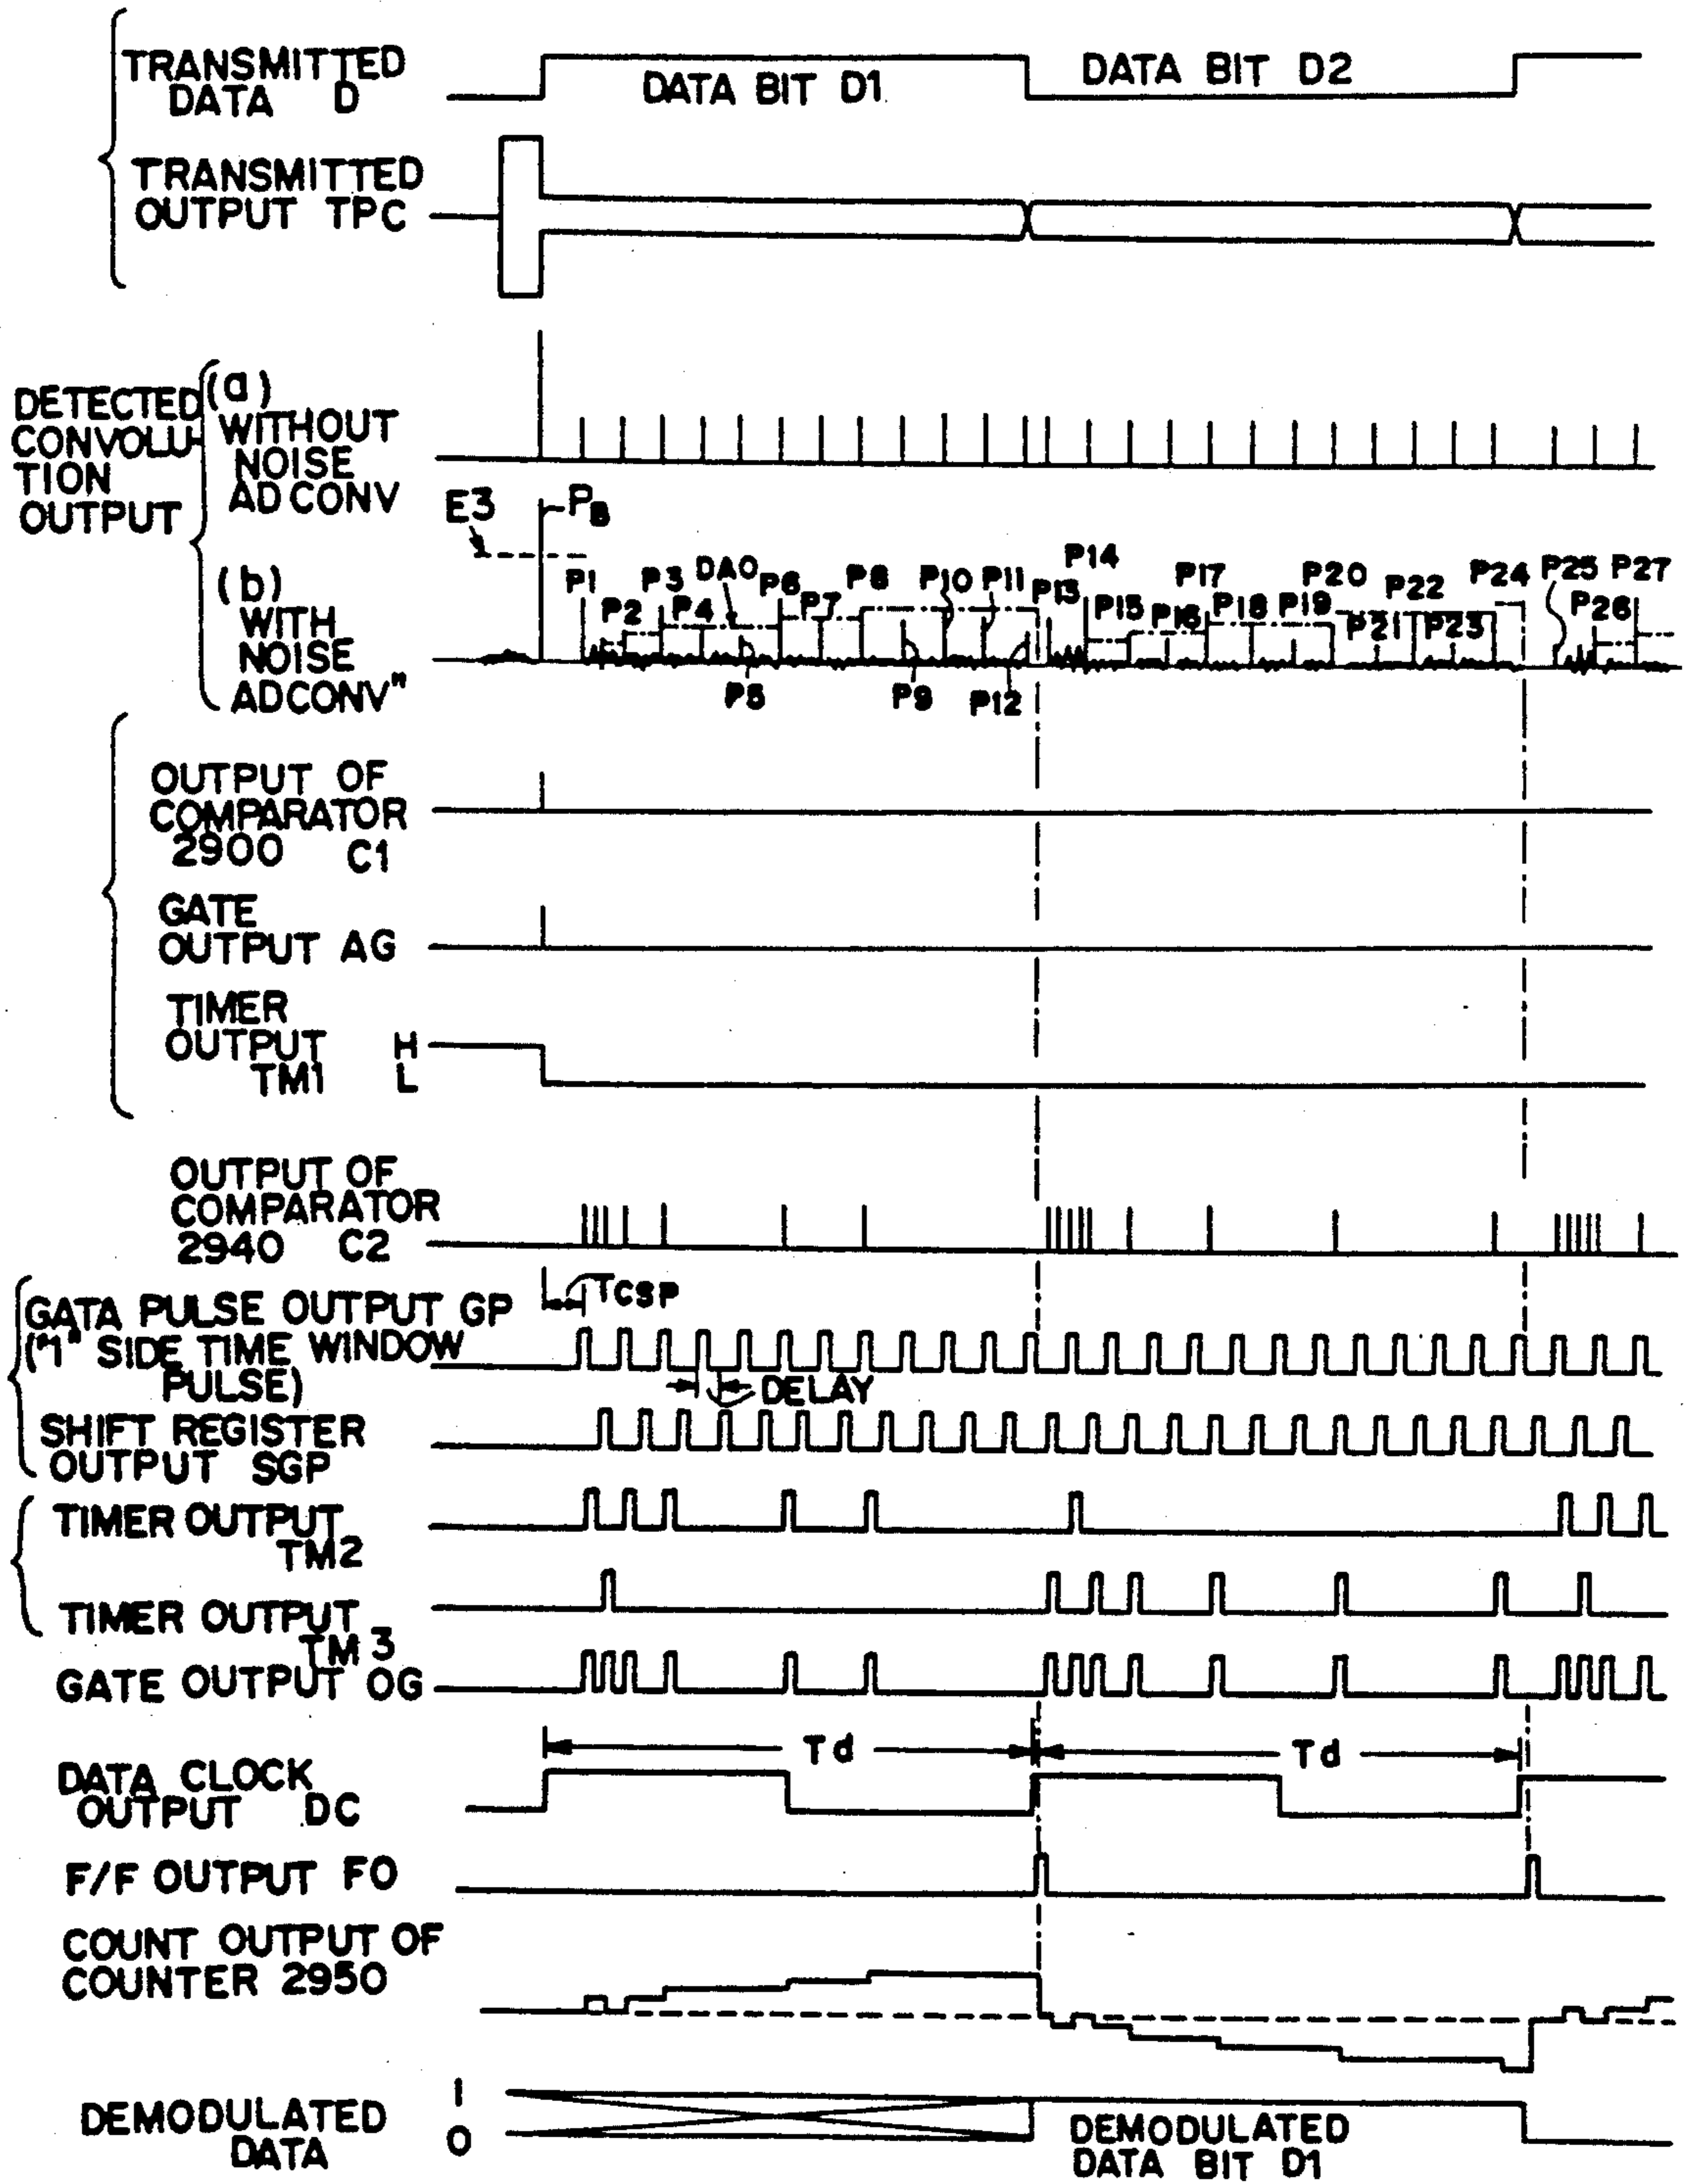 TRANSMITTED
DATA D
DATA BIT D1
DATA BIT D2
TRANSMITTED
OUTPUT TPC
DETECTED
CONVOLU-
TION
OUTPUT
(a)
WITHOUT
NOISE
ADCONV
E3
PB
(b)
WITH
NOISE
ADCONV"
P1
P2
P3
P4
DAO
P5
P6
P7
P8
P9
P10
P11
P12
P13
P14
P15
P16
P17
P18
P19
P20
P21
P22
P23
P24
P25
P26
P27
OUTPUT OF
COMPARATOR
2900 C1
GATE
OUTPUT AG
TIMER
OUTPUT H
TM1 L
OUTPUT OF
COMPARATOR
2940 C2
TCSP
GATA PULSE OUTPUT GP
("1" SIDE TIME WINDOW
PULSE)
DELAY
SHIFT REGISTER
OUTPUT SGP
TIMER OUTPUT
TM2
TIMER OUTPUT
TM3
GATE OUTPUT OG
Td
Td
DATA CLOCK
OUTPUT DC
F/F OUTPUT FO
COUNT OUTPUT OF
COUNTER 2950
DEMODULATED
DATA
1
0
DEMODULATED
DATA BIT D1